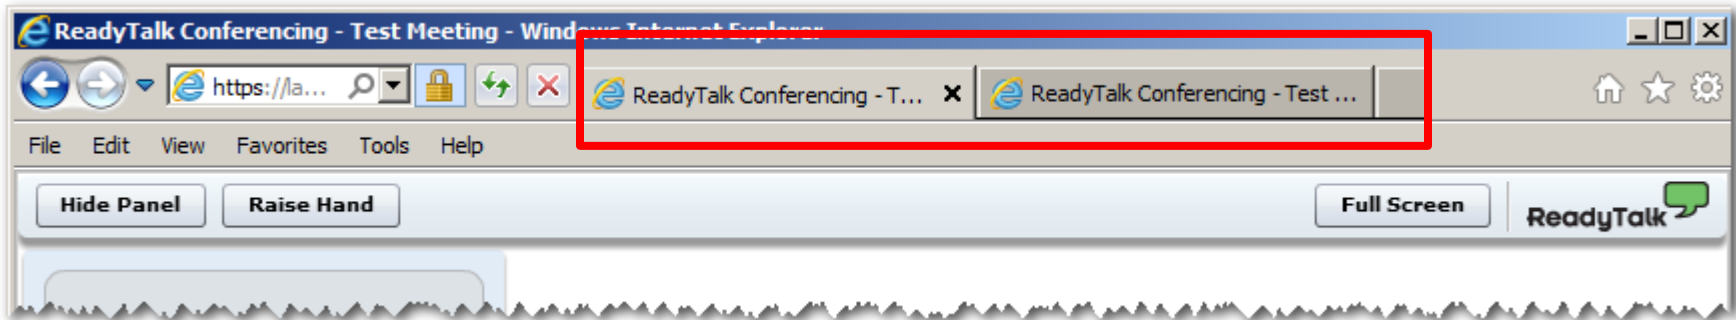 ReadyTalk Conferencing - Test Meeting - Windows Internet Explorer
https://la... ReadyTalk Conferencing - T... ReadyTalk Conferencing - Test ...
File Edit View Favorites Tools Help
Hide Panel Raise Hand Full Screen ReadyTalk